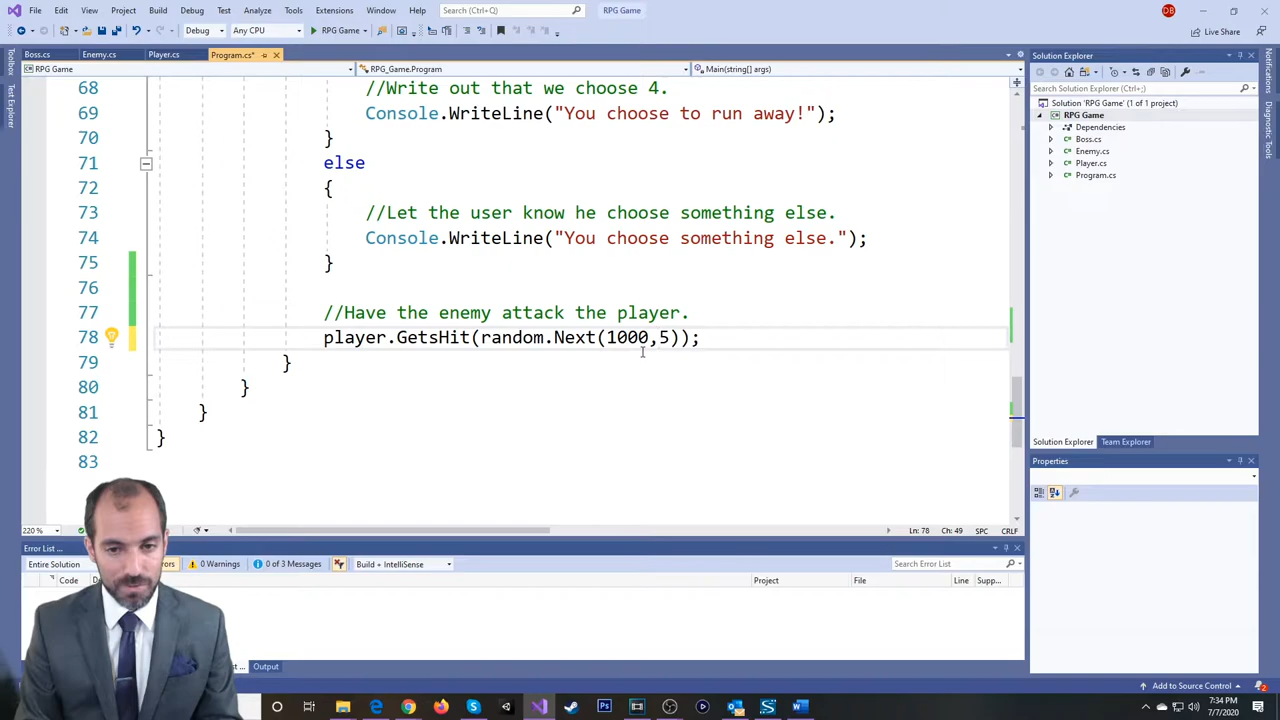 File Edit View Project Build Debug Test Analyze Tools Extensions Window Help Search (Ctrl+Q) RPG Game DB
Debug Any CPU RPG Game Live Share
Boss.cs Enemy.cs Player.cs Program.cs*
RPG Game RPG_Game.Program Main(string[] args)
Toolbox
Test Explorer
68 //Write out that we choose 4.
69 Console.WriteLine("You choose to run away!");
70 }
71 else
72 {
73 //Let the user know he choose something else.
74 Console.WriteLine("You choose something else.");
75 }
76
77 //Have the enemy attack the player.
78 player.GetsHit(random.Next(1000,5));
79 }
80 }
81 }
82 }
83
220 % Ln: 78 Ch: 49 SPC CRLF
Error List ...
Entire Solution 0 Warnings 0 of 3 Messages Build + IntelliSense Search Error List
Code Project File Line Supp...
Output
Solution Explorer
Search Solution Explorer (Ctrl+;)
Solution 'RPG Game' (1 of 1 project)
RPG Game
Dependencies
Boss.cs
Enemy.cs
Player.cs
Program.cs
Solution Explorer Team Explorer
Properties
Notifications
Diagnostic Tools
Add to Source Control 2
7:34 PM
7/7/2020